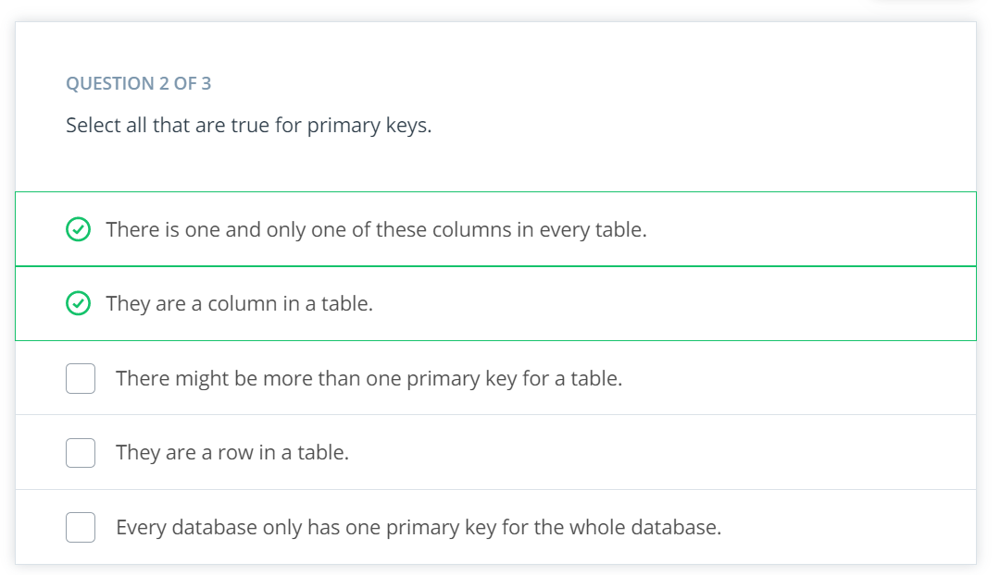 QUESTION 2 OF 3
Select all that are true for primary keys.
There is one and only one of these columns in every table.
They are a column in a table.
There might be more than one primary key for a table.
They are a row in a table.
Every database only has one primary key for the whole database.